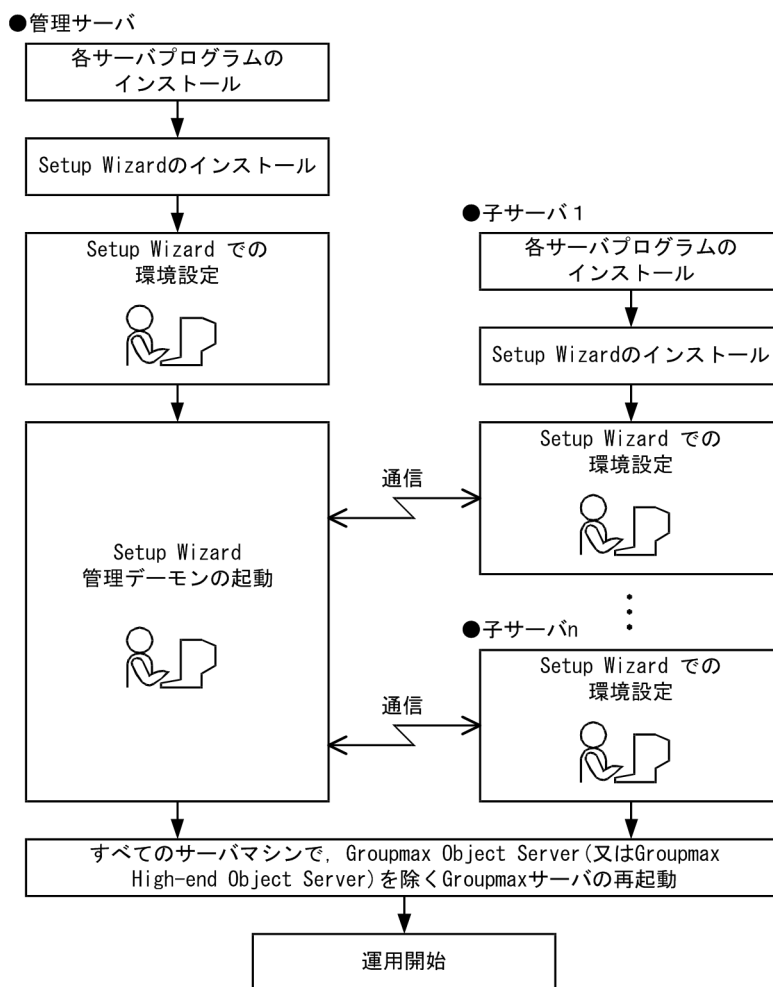 ●管理サーバ
各サーバプログラムの
インストール
Setup Wizardのインストール
Setup Wizard での
環境設定
Setup Wizard
管理デーモンの起動
●子サーバ１
各サーバプログラムの
インストール
Setup Wizardのインストール
Setup Wizard での
環境設定
通信
●子サーバn
Setup Wizard での
環境設定
通信
すべてのサーバマシンで, Groupmax Object Server(又はGroupmax
High-end Object Server)を除くGroupmaxサーバの再起動
運用開始